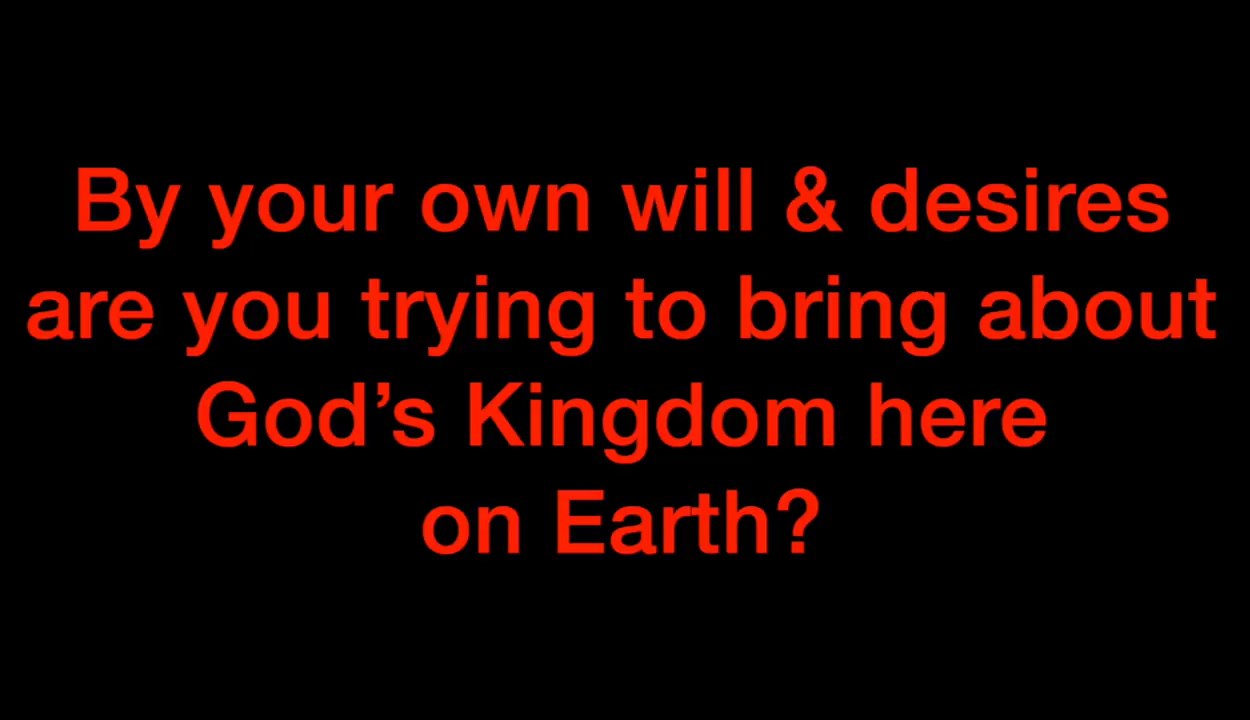 By your own will & desires
are you trying to bring about
God’s Kingdom here
on Earth?